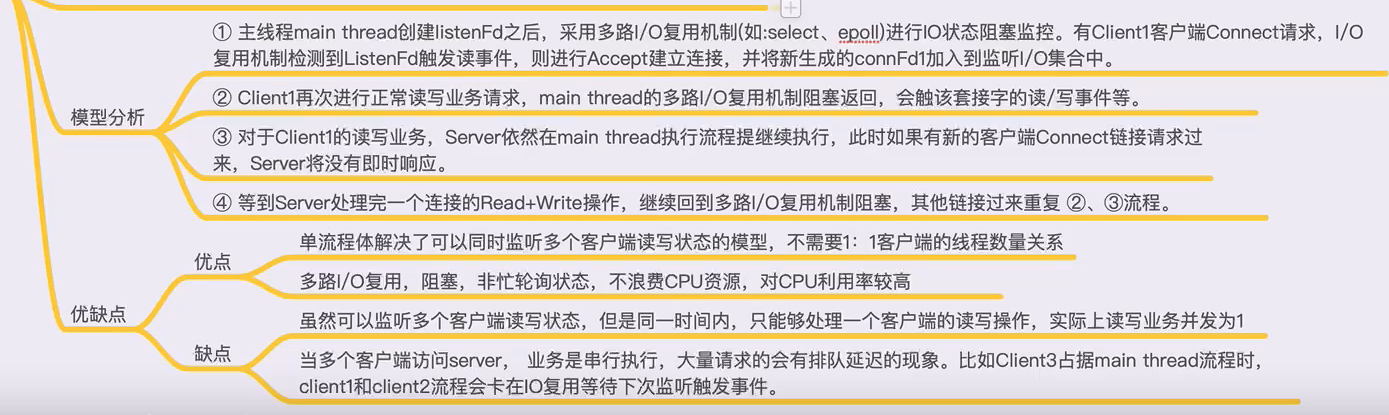 ① 主线程main thread创建listenFd之后，采用多路I/O复用机制(如:select、epoll)进行IO状态阻塞监控。有Client1客户端Connect请求，I/O
复用机制检测到ListenFd触发读事件，则进行Accept建立连接，并将新生成的connFd1加入到监听I/O集合中。
模型分析
② Client1再次进行正常读写业务请求，main thread的多路I/O复用机制阻塞返回，会触该套接字的读/写事件等。
③ 对于Client1的读写业务，Server依然在main thread执行流程提继续执行，此时如果有新的客户端Connect链接请求过
来，Server将没有即时响应。
④ 等到Server处理完一个连接的Read+Write操作，继续回到多路I/O复用机制阻塞，其他链接过来重复 ②、③流程。
优缺点
优点
单流程体解决了可以同时监听多个客户端读写状态的模型，不需要1：1客户端的线程数量关系
多路I/O复用，阻塞，非忙轮询状态，不浪费CPU资源，对CPU利用率较高
缺点
虽然可以监听多个客户端读写状态，但是同一时间内，只能够处理一个客户端的读写操作，实际上读写业务并发为1
当多个客户端访问server， 业务是串行执行，大量请求的会有排队延迟的现象。比如Client3占据main thread流程时，
client1和client2流程会卡在IO复用等待下次监听触发事件。